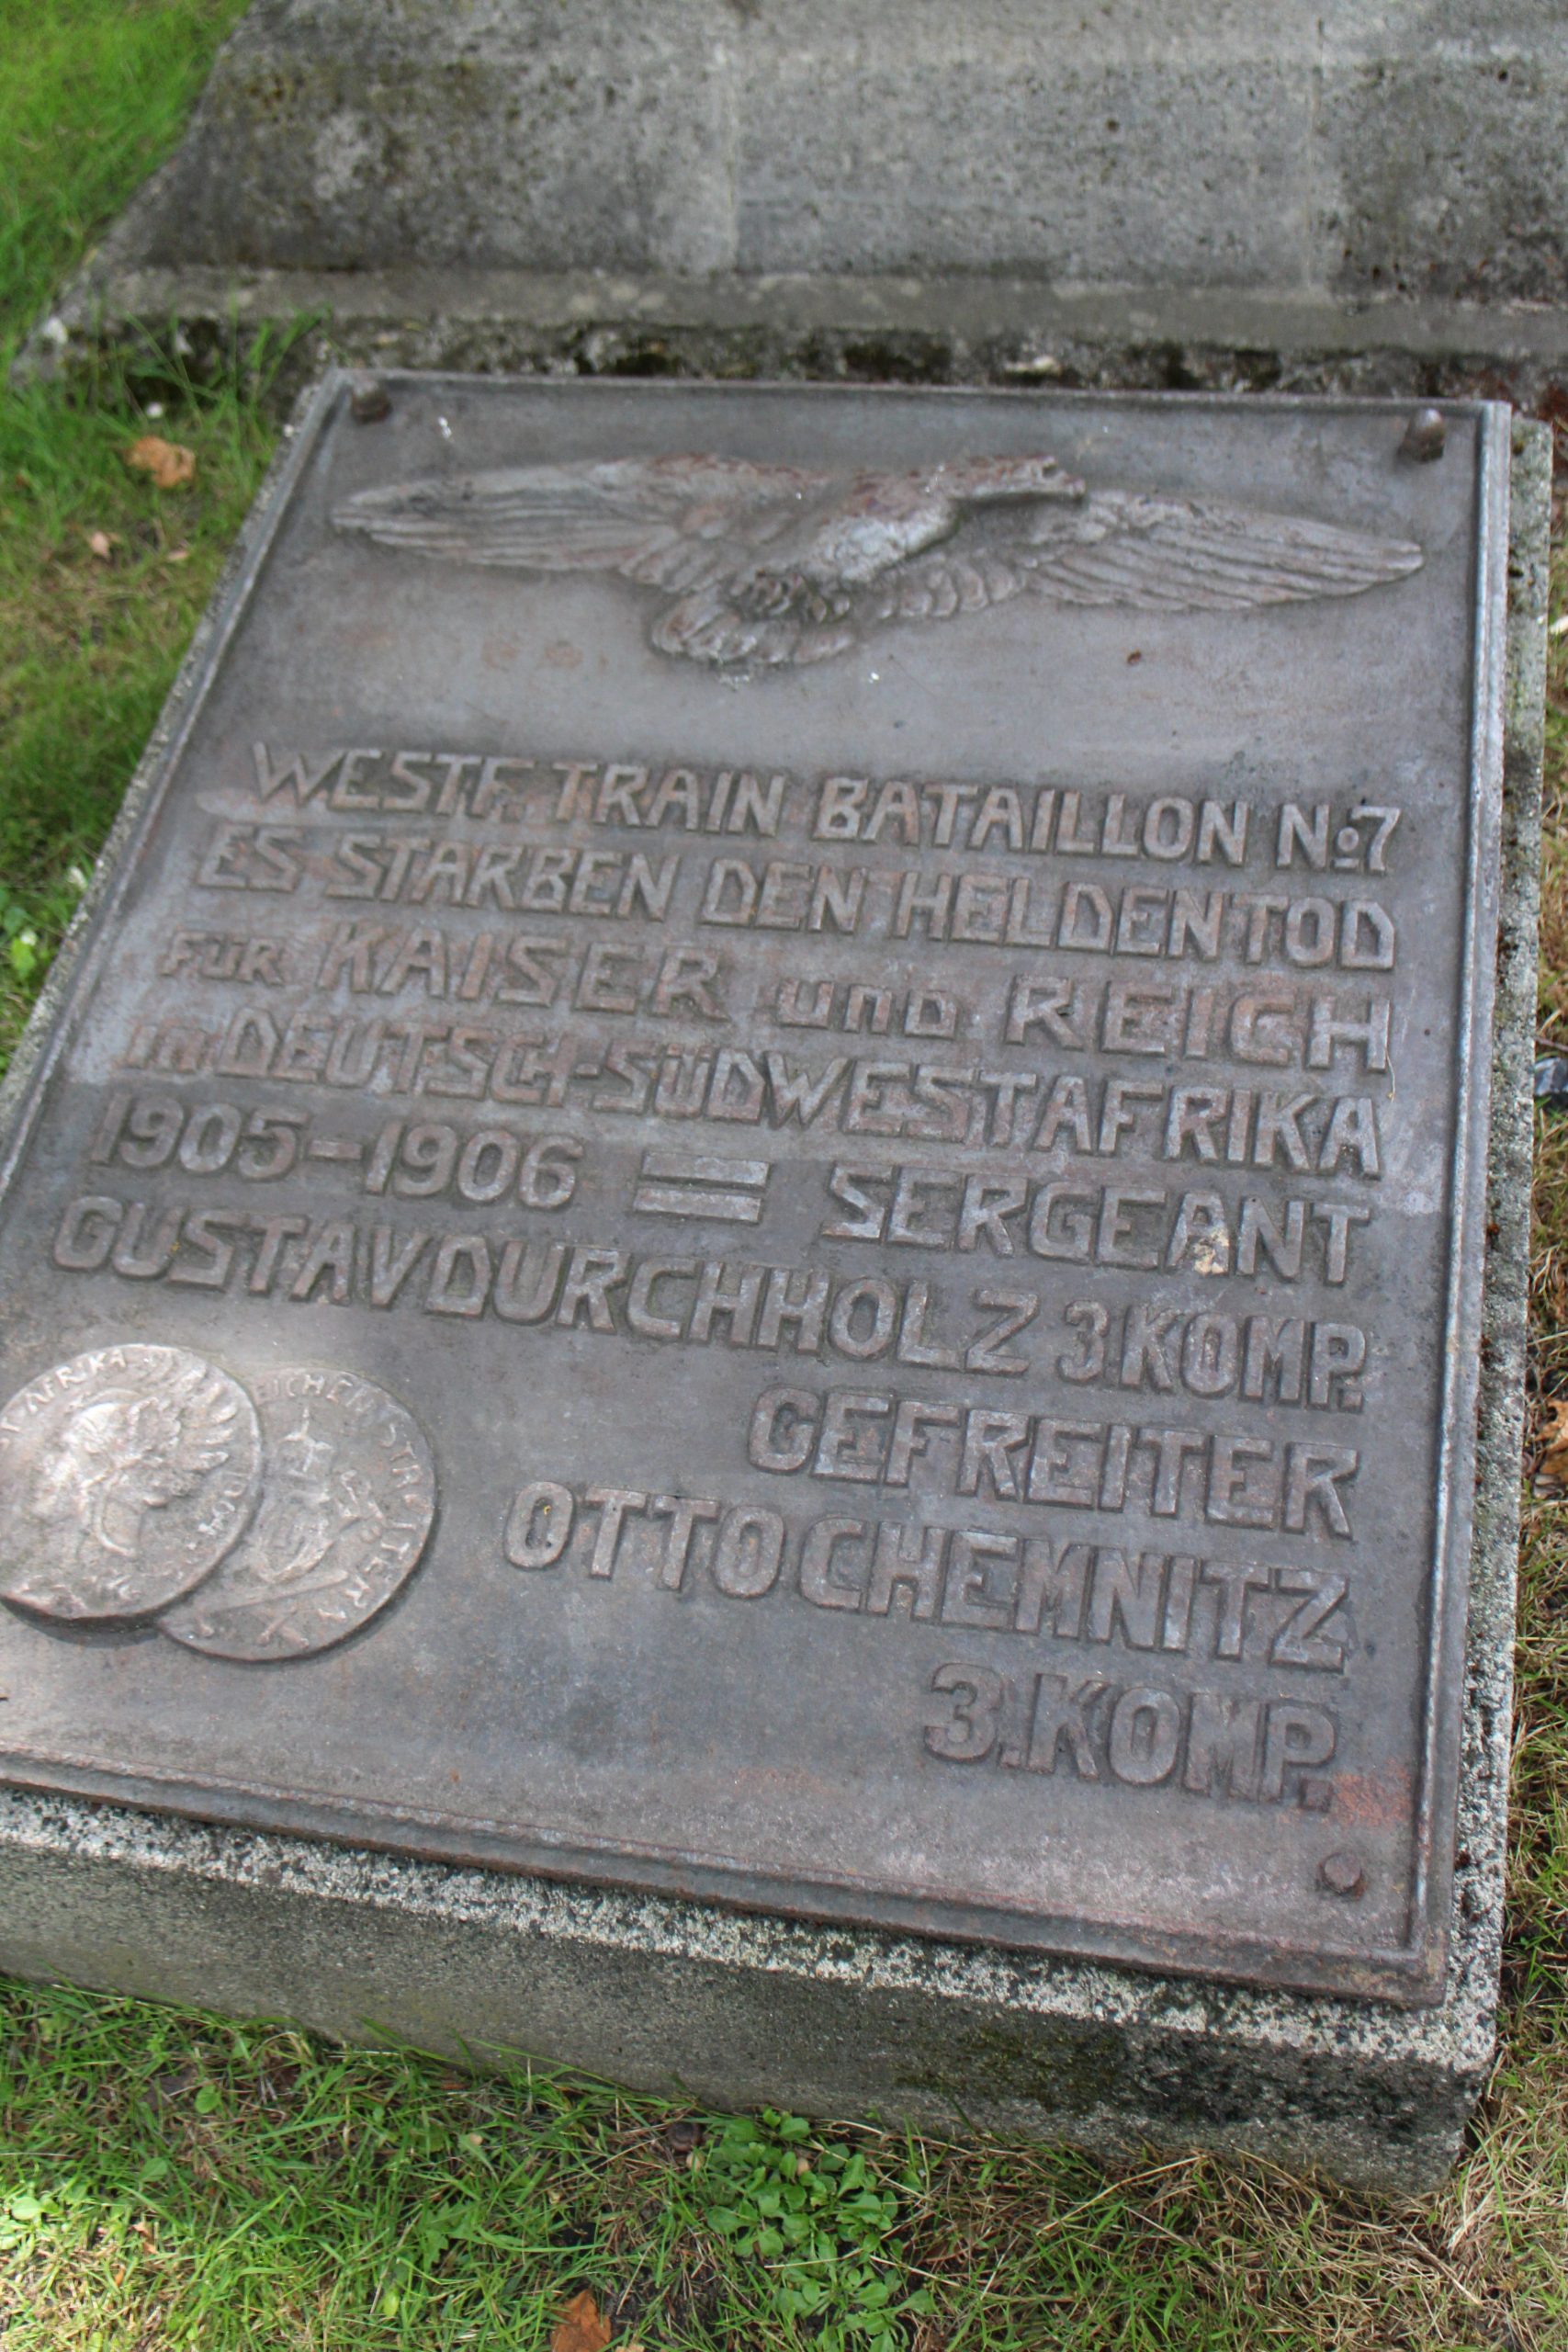 WESTF. TRAIN BATAILLON No 7
ES STARBEN DEN HELDENTOD
FÜR KAISER und REICH
in DEUTSCH-SÜDWESTAFRIKA
1905-1906 = SERGEANT
GUSTAV DURCHHOLZ 3.KOMP.
GEFREITER
OTTO CHEMNITZ
3.KOMP.